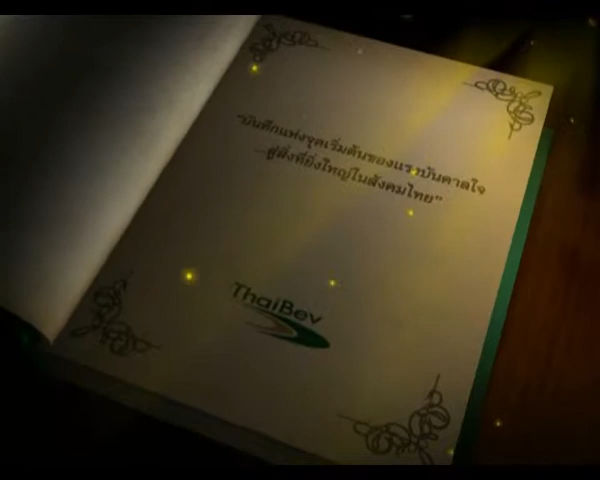 "บันทึกแห่งจุดเริ่มต้นของแรงบันดาลใจ
...สู่สิ่งที่ยิ่งใหญ่ในสังคมไทย"
ThaiBev